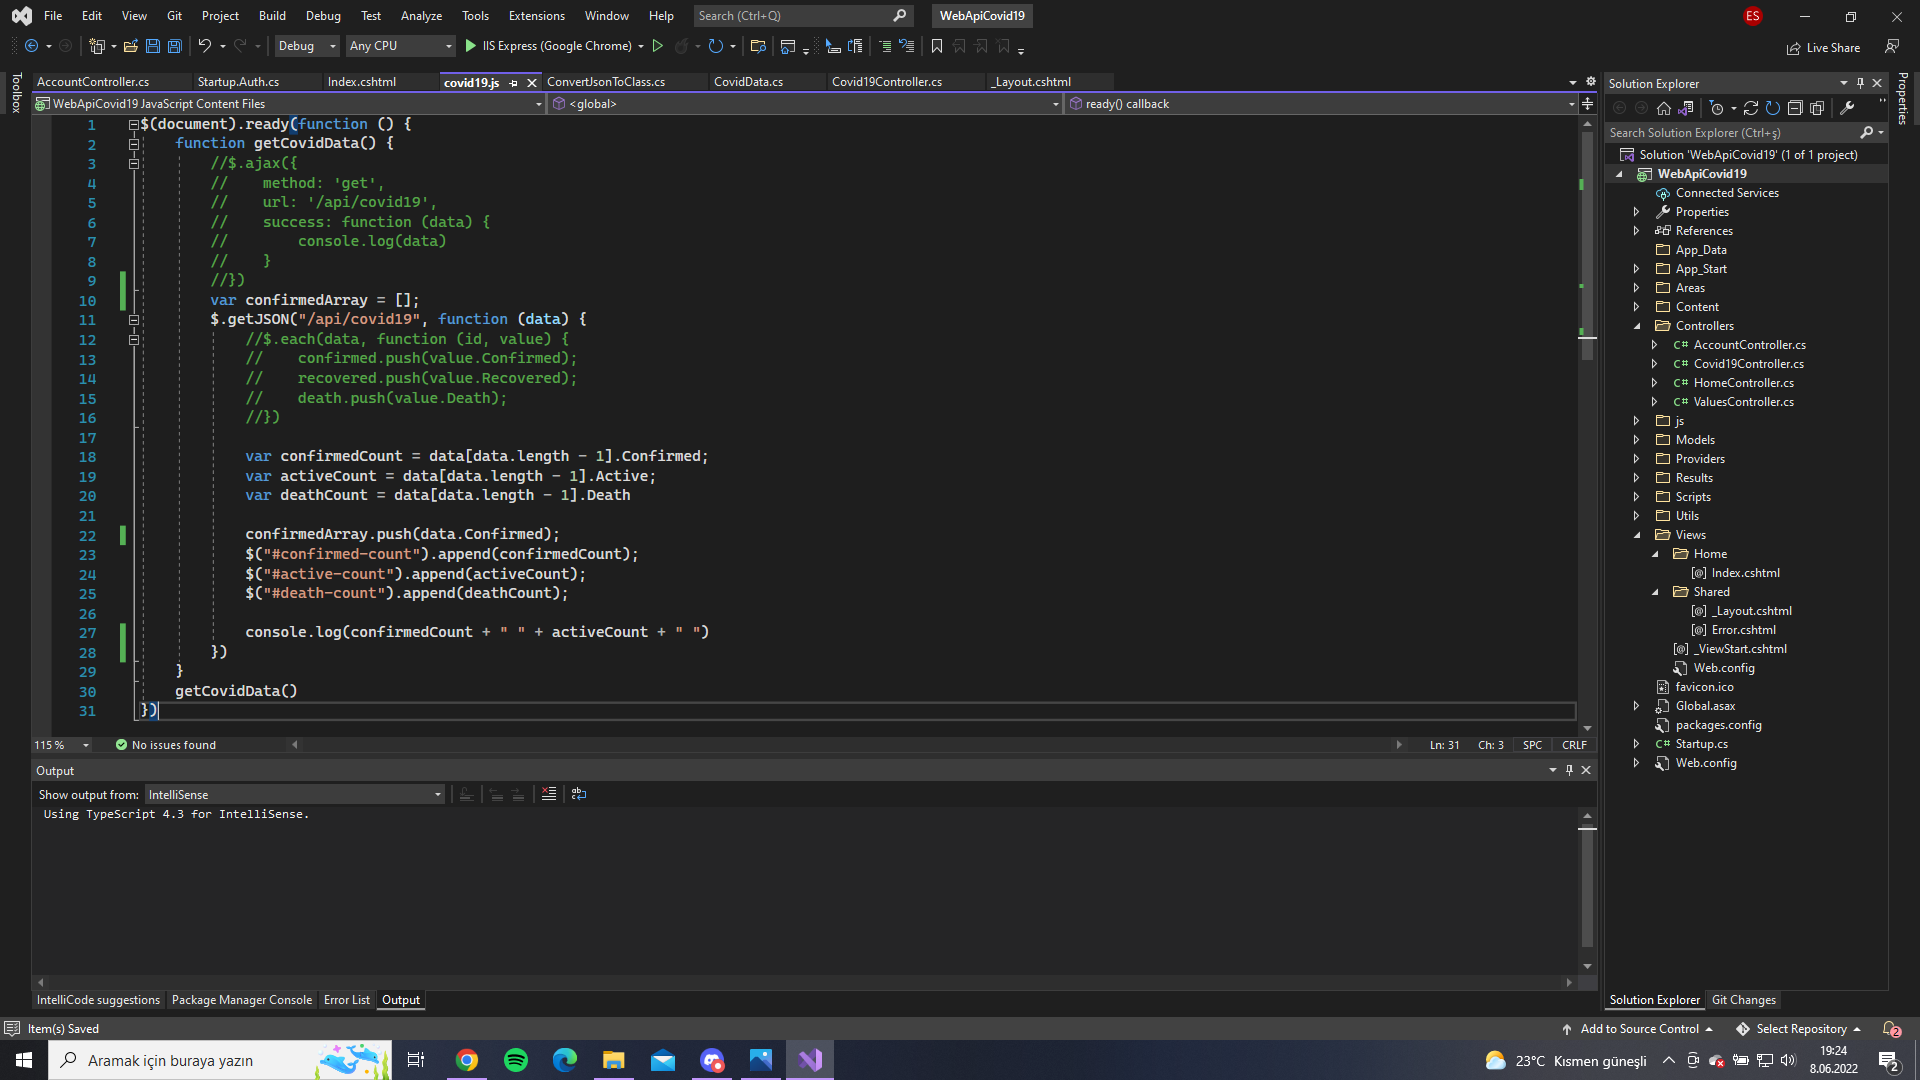 File Edit View Git Project Build Debug Test Analyze Tools Extensions Window Help Search (Ctrl+Q) WebApiCovid19 ES
Debug Any CPU IIS Express (Google Chrome) Live Share
Toolbox
AccountController.cs Startup.Auth.cs Index.cshtml covid19.js ConvertJsonToClass.cs CovidData.cs Covid19Controller.cs _Layout.cshtml
WebApiCovid19 JavaScript Content Files <global> ready() callback
1 $(document).ready(function () {
2 function getCovidData() {
3 //$.ajax({
4 // method: 'get',
5 // url: '/api/covid19',
6 // success: function (data) {
7 // console.log(data)
8 // }
9 //})
10 var confirmedArray = [];
11 $.getJSON("/api/covid19", function (data) {
12 //$.each(data, function (id, value) {
13 // confirmed.push(value.Confirmed);
14 // recovered.push(value.Recovered);
15 // death.push(value.Death);
16 //})
17
18 var confirmedCount = data[data.length - 1].Confirmed;
19 var activeCount = data[data.length - 1].Active;
20 var deathCount = data[data.length - 1].Death
21
22 confirmedArray.push(data.Confirmed);
23 $("#confirmed-count").append(confirmedCount);
24 $("#active-count").append(activeCount);
25 $("#death-count").append(deathCount);
26
27 console.log(confirmedCount + " " + activeCount + " ")
28 })
29 }
30 getCovidData()
31 })
115 % No issues found Ln: 31 Ch: 3 SPC CRLF
Output
Show output from: IntelliSense
Using TypeScript 4.3 for IntelliSense.
IntelliCode suggestions Package Manager Console Error List Output
Solution Explorer
Properties
Search Solution Explorer (Ctrl+ş)
Solution 'WebApiCovid19' (1 of 1 project)
WebApiCovid19
Connected Services
Properties
References
App_Data
App_Start
Areas
Content
Controllers
C# AccountController.cs
C# Covid19Controller.cs
C# HomeController.cs
C# ValuesController.cs
js
Models
Providers
Results
Scripts
Utils
Views
Home
[@] Index.cshtml
Shared
[@] _Layout.cshtml
[@] Error.cshtml
[@] _ViewStart.cshtml
Web.config
favicon.ico
Global.asax
packages.config
C# Startup.cs
Web.config
Solution Explorer Git Changes
Item(s) Saved Add to Source Control Select Repository 2
Aramak için buraya yazın 23°C Kısmen güneşli 19:24
8.06.2022 2